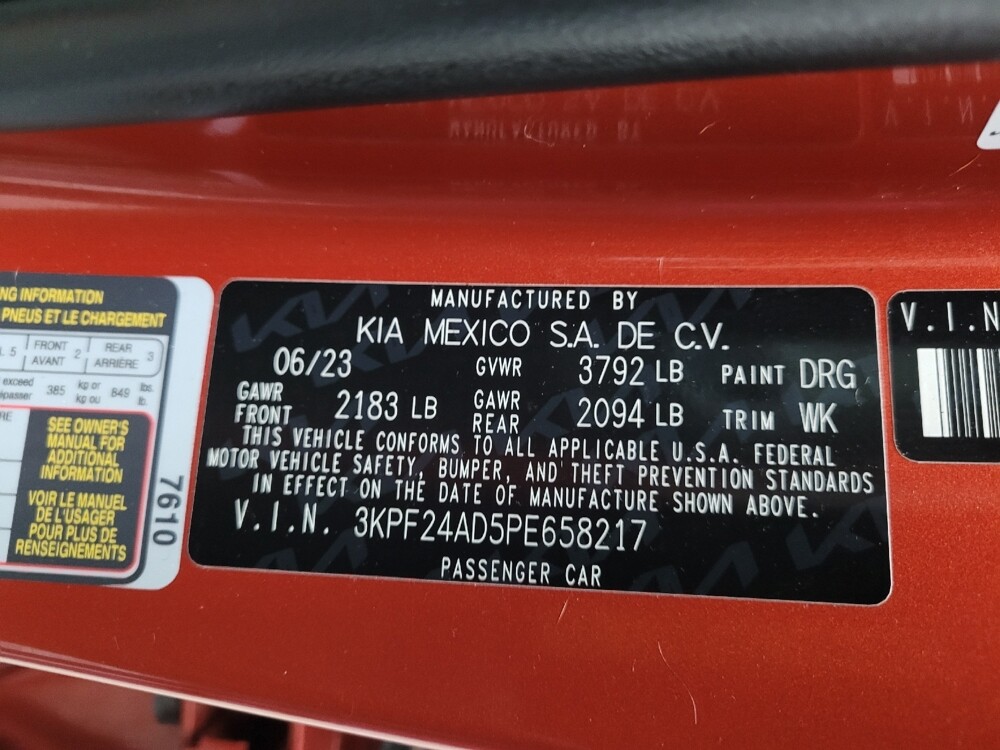 MANUFACTURED BY
KIA MEXICO S.A. DE C.V.
06/23 GVWR 3792 LB PAINT DRG
GAWR FRONT 2183 LB GAWR REAR 2094 LB TRIM WK
THIS VEHICLE CONFORMS TO ALL APPLICABLE U.S.A. FEDERAL
MOTOR VEHICLE SAFETY, BUMPER, AND THEFT PREVENTION STANDARDS
IN EFFECT ON THE DATE OF MANUFACTURE SHOWN ABOVE.
V.I.N. 3KPF24AD5PE658217
PASSENGER CAR
NG INFORMATION
PNEUS ET LE CHARGEMENT
L 5 FRONT AVANT 2 REAR ARRIÈRE 3
exceed 385 kg or kg ou 849 lbs. lb.
SEE OWNER'S
MANUAL FOR
ADDITIONAL
INFORMATION
VOIR LE MANUEL
DE L'USAGER
POUR PLUS DE
RENSEIGNEMENTS
7610
V.I.N